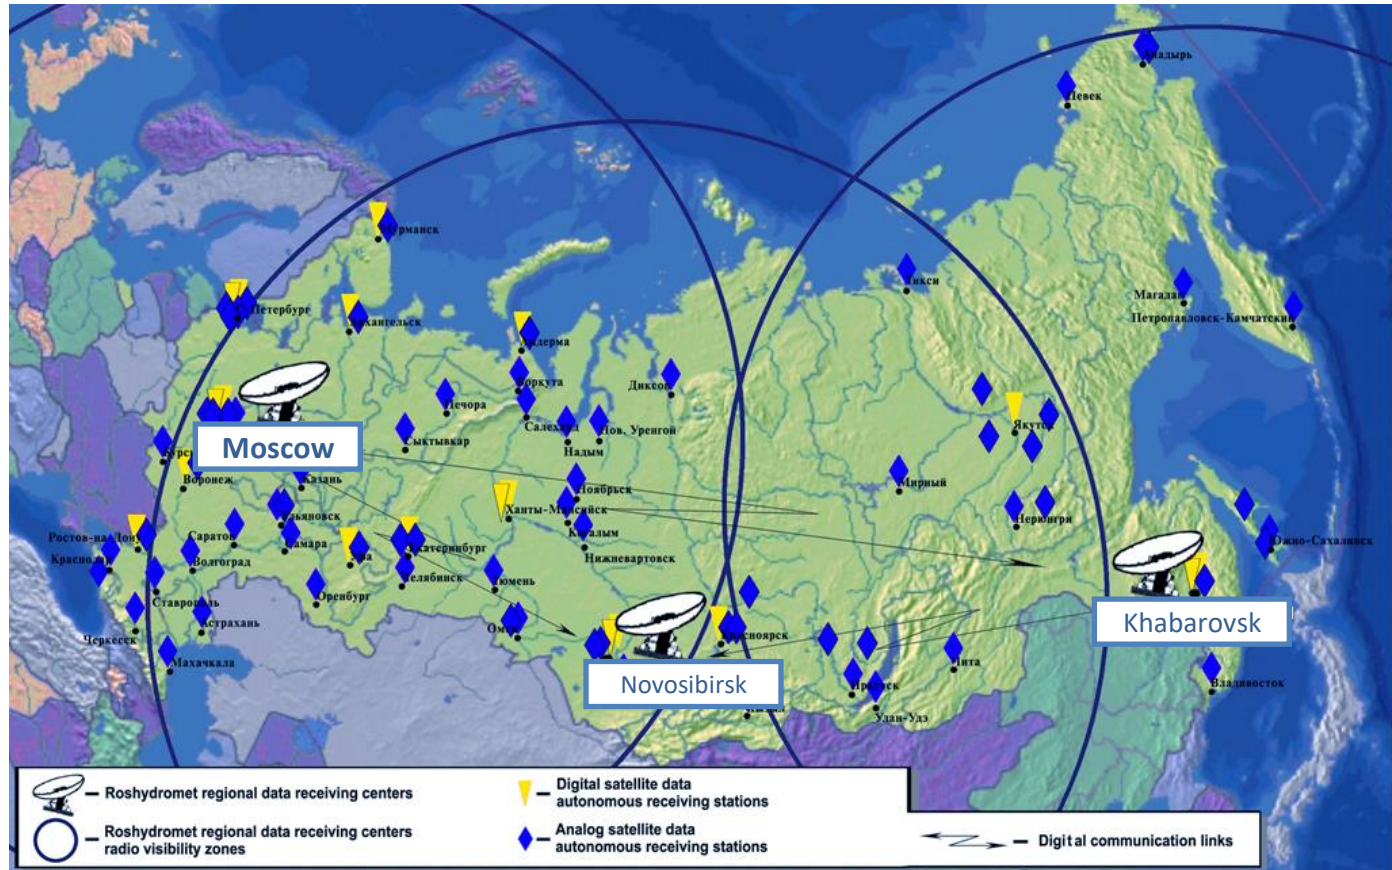 Анадырь
Певек
Мурманск
Тикси
Магадан
Петербург
Петропавловск-Камчатский
Архангельск
Амдерма
Воркута
Диксон
Печора
Салехард
Нов. Уренгой
Якутск
Сыктывкар
Надым
Moscow
Курск
Воронеж
Казань
Мирный
Ноябрьск
Ханты-Мансийск
Нерюнгри
Ульяновск
Когалым
Ростов-на-Дону
Саратов
Самара
Екатеринбург
Южно-Сахалинск
Уфа
Нижневартовск
Краснодар
Волгоград
Челябинск
Тюмень
Оренбург
Ставрополь
Khabarovsk
Астрахань
Омск
Красноярск
Черкесск
Махачкала
Чита
Novosibirsk
Иркутск
Владивосток
Улан-Удэ
Кызыл
– Roshydromet regional data receiving centers
– Roshydromet regional data receiving centers
radio visibility zones
– Digital satellite data
autonomous receiving stations
– Analog satellite data
autonomous receiving stations
– Digital communication links